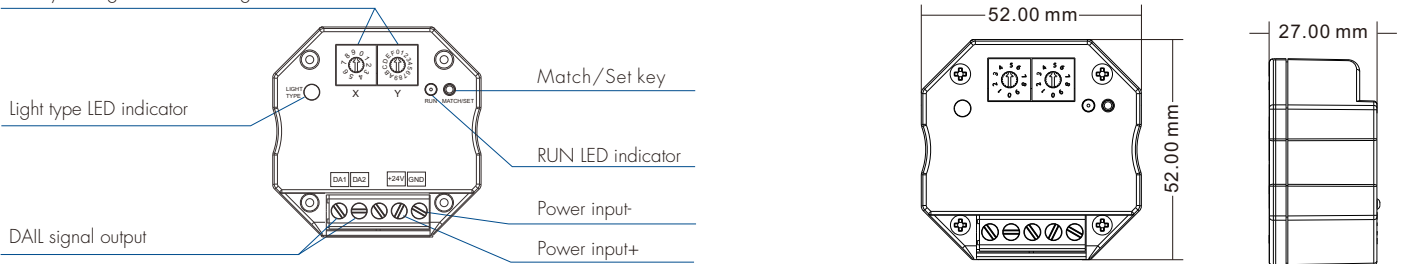 Light type LED indicator
DAIL signal output
LIGHT
TYPE
X
Y
RUN
MATCH/SET
DA1
DA2
+24V
GND
Match/Set key
RUN LED indicator
Power input-
Power input+
52.00 mm
52.00 mm
27.00 mm